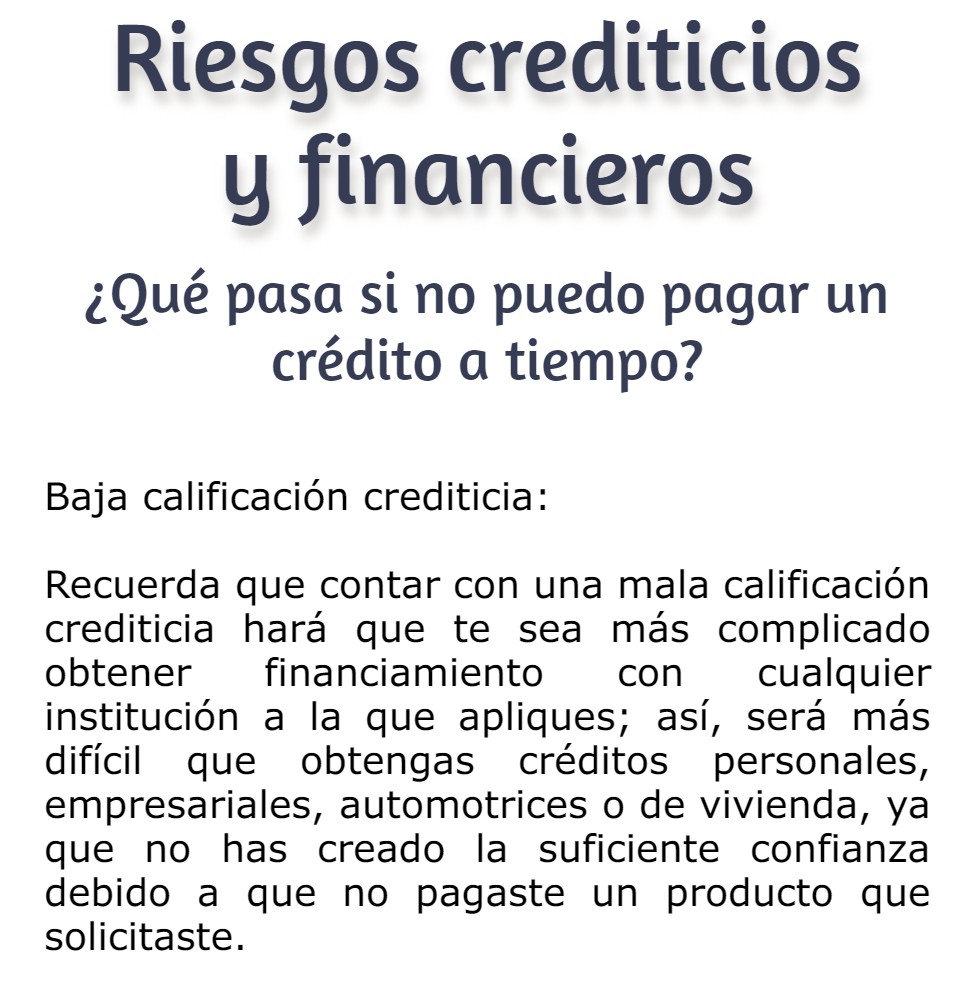 Riesgos crediticios
y financieros
¿Qué pasa si no puedo pagar un
crédito a tiempo?
Baja calificación crediticia:
Recuerda que contar con una mala calificación
crediticia hará que te sea más complicado
obtener financiamiento con cualquier
institución a la que apliques; así, será más
difícil que obtengas créditos personales,
empresariales, automotrices o de vivienda, ya
que no has creado la suficiente confianza
debido a que no pagaste un producto que
solicitaste.